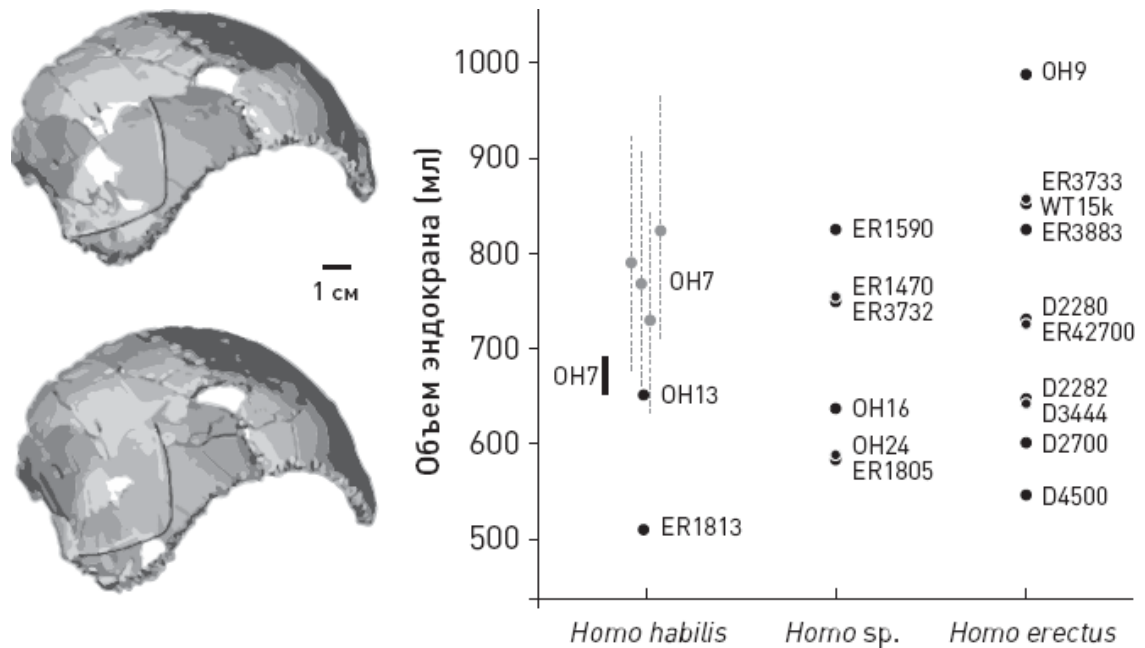 1 см
Объем эндокрана (мл)
1000
900
800
700
600
500
OH7
OH7
OH13
ER1813
ER1590
ER1470
ER3732
OH16
OH24
ER1805
OH9
ER3733
WT15k
ER3883
D2280
ER42700
D2282
D3444
D2700
D4500
Homo habilis
Homo sp.
Homo erectus